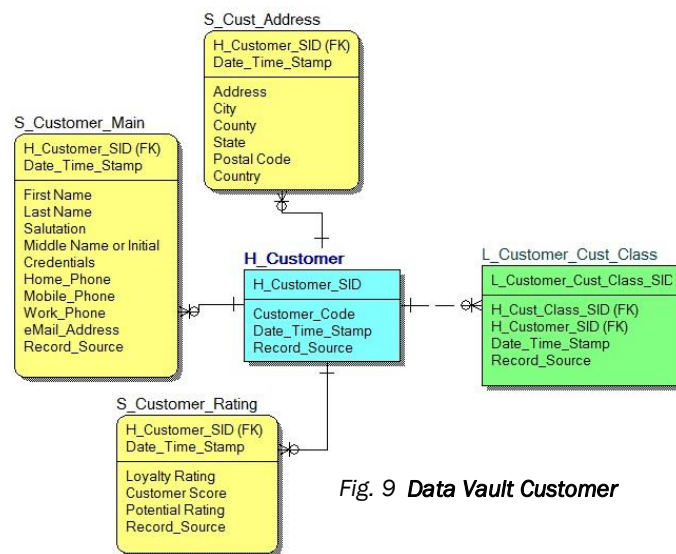 S_Cust_Address
H_Customer_SID (FK)
Date_Time_Stamp
Address
City
County
State
Postal Code
Country
S_Customer_Main
H_Customer_SID (FK)
Date_Time_Stamp
First Name
Last Name
Salutation
Middle Name or Initial
Credentials
Home_Phone
Mobile_Phone
Work_Phone
eMail_Address
Record_Source
H_Customer
H_Customer_SID
Customer_Code
Date_Time_Stamp
Record_Source
L_Customer_Cust_Class
L_Customer_Cust_Class_SID
H_Cust_Class_SID (FK)
H_Customer_SID (FK)
Date_Time_Stamp
Record_Source
S_Customer_Rating
H_Customer_SID (FK)
Date_Time_Stamp
Loyalty Rating
Customer Score
Potential Rating
Record_Source
Fig. 9 Data Vault Customer